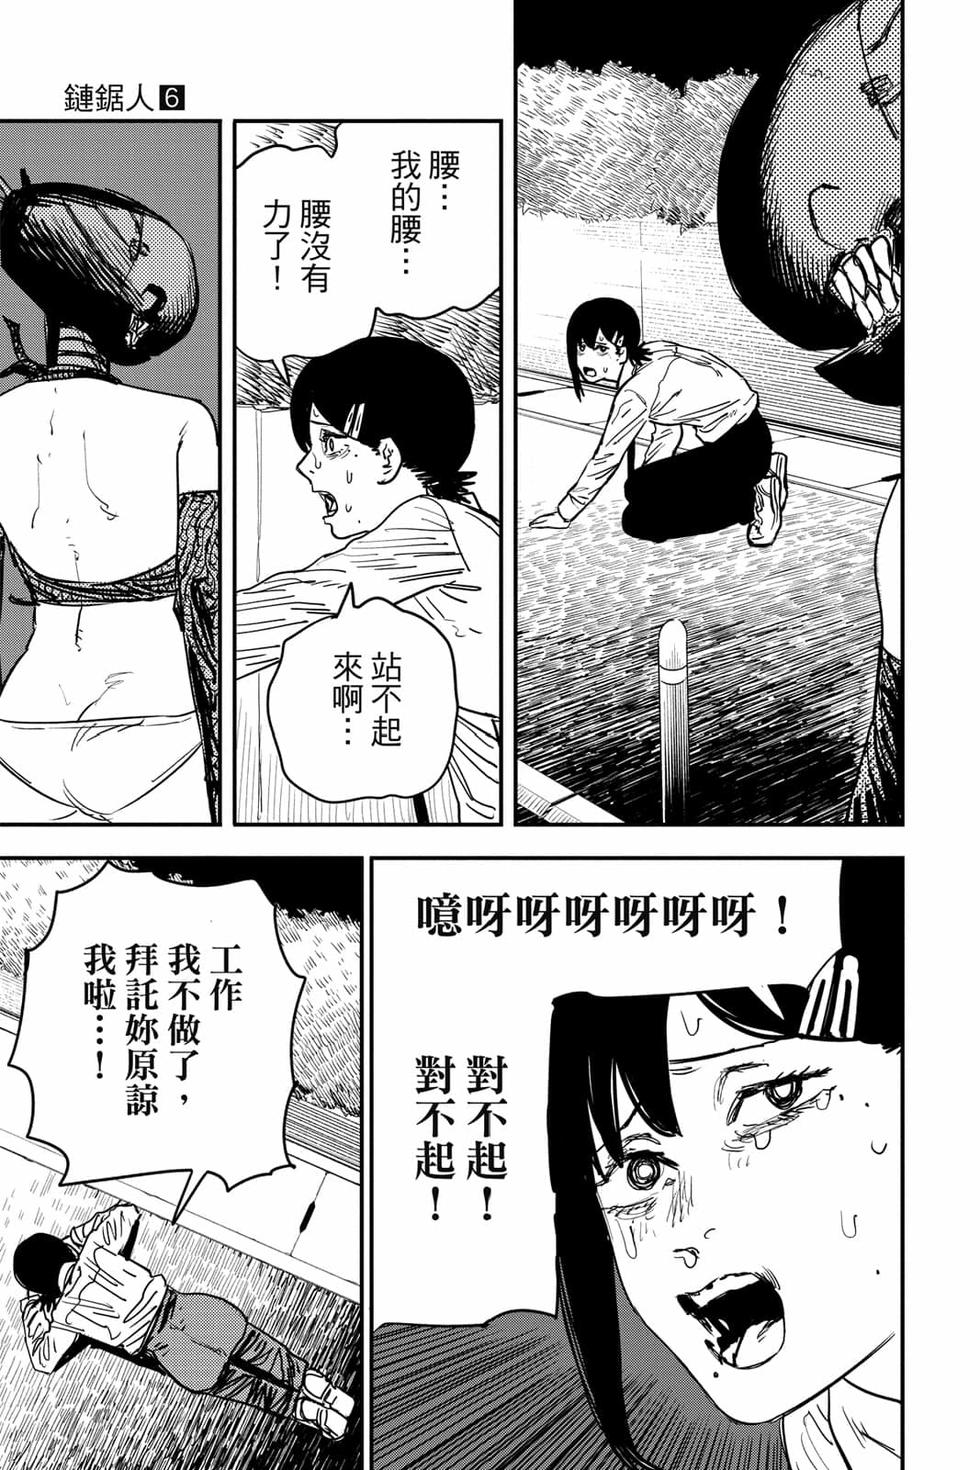 鏈鋸人6
腰…
我的腰…
腰沒有
力了！
站不起
來啊…
噫呀呀呀呀呀呀！
對不起！
對不起！
工作
我不做了，
拜託妳原諒
我啦…！